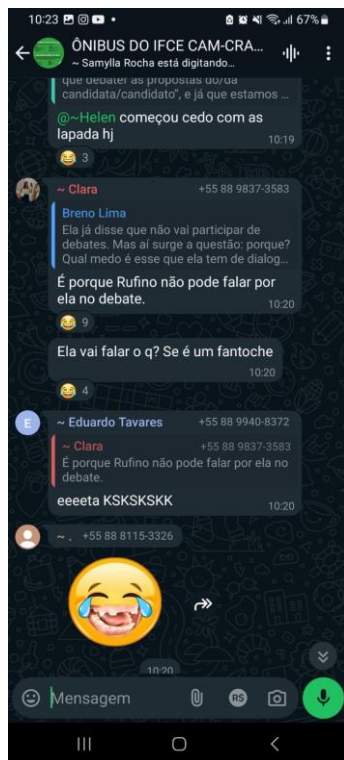 10:23 67%
ÔNIBUS DO IFCE CAM-CRA...
~ Samylla Rocha está digitando...
que debater as propostas do/da
candidata/candidato", e já que estamos ...
@~Helen começou cedo com as
lapada hj
10:19
3
~ Clara +55 88 9837-3583
Breno Lima
Ela já disse que não vai participar de
debates. Mas aí surge a questão: porque?
Qual medo é esse que ela tem de dialog...
É porque Rufino não pode falar por
ela no debate.
10:20
9
Ela vai falar o q? Se é um fantoche
10:20
4
E ~ Eduardo Tavares +55 88 9940-8372
~ Clara +55 88 9837-3583
É porque Rufino não pode falar por ela no
debate.
eeeeta KSKSKSKK
10:20
~ . +55 88 8115-3326
10:20
Mensagem RS